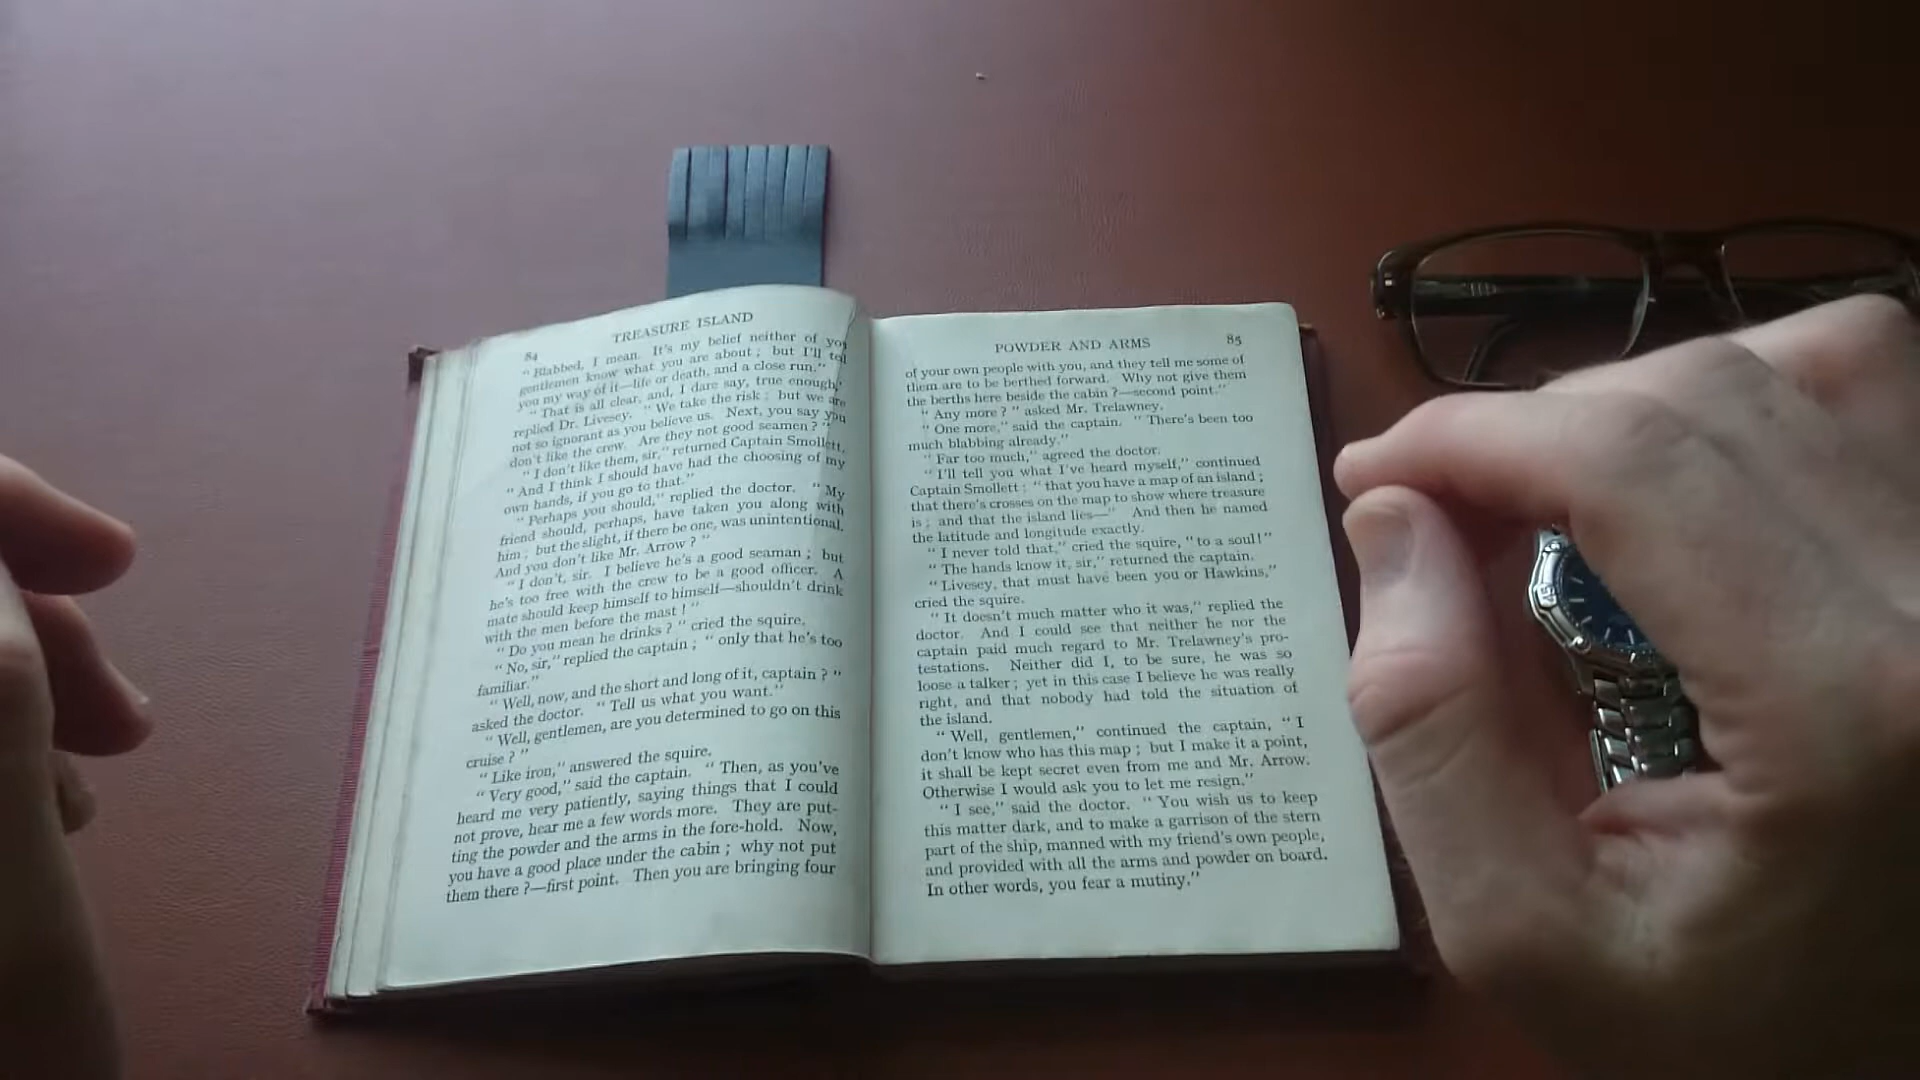 TREASURE ISLAND
84
" Blabbed, I mean. It's my belief neither of you
gentlemen know what you are about ; but I'll tell
you my way of it—life or death, and a close run."
" That is all clear, and, I dare say, true enough,"
replied Dr. Livesey. " We take the risk ; but we are
not so ignorant as you believe us. Next, you say you
don't like the crew. Are they not good seamen ? "
" I don't like them, sir," returned Captain Smollett.
" And I think I should have had the choosing of my
own hands, if you go to that."
" Perhaps you should," replied the doctor. " My
friend should, perhaps, have taken you along with
him ; but the slight, if there be one, was unintentional.
And you don't like Mr. Arrow ? "
" I don't, sir. I believe he's a good seaman ; but
he's too free with the crew to be a good officer. A
mate should keep himself to himself—shouldn't drink
with the men before the mast ! "
" Do you mean he drinks ? " cried the squire.
" No, sir," replied the captain ; " only that he's too
familiar."
" Well, now, and the short and long of it, captain ? "
asked the doctor. " Tell us what you want."
" Well, gentlemen, are you determined to go on this
cruise ? "
" Like iron," answered the squire.
" Very good," said the captain. " Then, as you've
heard me very patiently, saying things that I could
not prove, hear me a few words more. They are put-
ting the powder and the arms in the fore-hold. Now,
you have a good place under the cabin ; why not put
them there ?—first point. Then you are bringing four
POWDER AND ARMS
85
of your own people with you, and they tell me some of
them are to be berthed forward. Why not give them
the berths here beside the cabin ?—second point."
" Any more ? " asked Mr. Trelawney.
" One more," said the captain. " There's been too
much blabbing already."
" Far too much," agreed the doctor.
" I'll tell you what I've heard myself," continued
Captain Smollett ; " that you have a map of an island ;
that there's crosses on the map to show where treasure
is ; and that the island lies—" And then he named
the latitude and longitude exactly.
" I never told that," cried the squire, " to a soul ! "
" The hands know it, sir," returned the captain.
" Livesey, that must have been you or Hawkins,"
cried the squire.
" It doesn't much matter who it was," replied the
doctor. And I could see that neither he nor the
captain paid much regard to Mr. Trelawney's pro-
testations. Neither did I, to be sure, he was so
loose a talker ; yet in this case I believe he was really
right, and that nobody had told the situation of
the island.
" Well, gentlemen," continued the captain, " I
don't know who has this map ; but I make it a point,
it shall be kept secret even from me and Mr. Arrow.
Otherwise I would ask you to let me resign."
" I see," said the doctor. " You wish us to keep
this matter dark, and to make a garrison of the stern
part of the ship, manned with my friend's own people,
and provided with all the arms and powder on board.
In other words, you fear a mutiny."